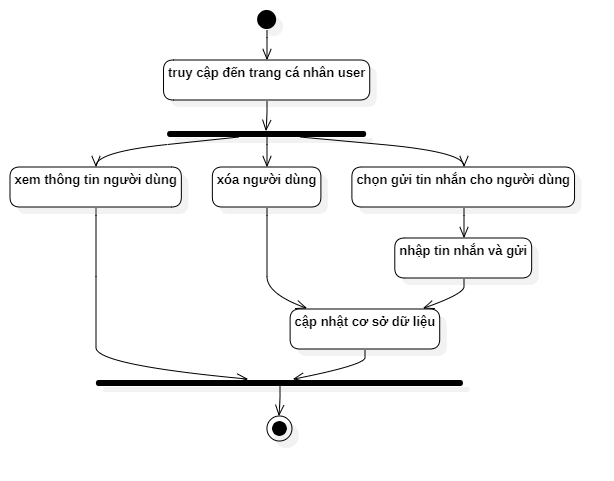 truy cập đến trang cá nhân user
xem thông tin người dùng
xóa người dùng
chọn gửi tin nhắn cho người dùng
nhập tin nhắn và gửi
cập nhật cơ sở dữ liệu